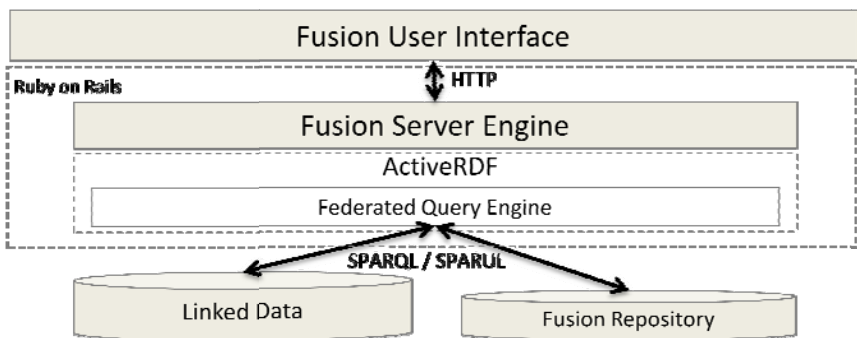 Fusion User Interface
HTTP
Ruby on Rails
Fusion Server Engine
ActiveRDF
Federated Query Engine
SPARQL / SPARUL
Linked Data
Fusion Repository